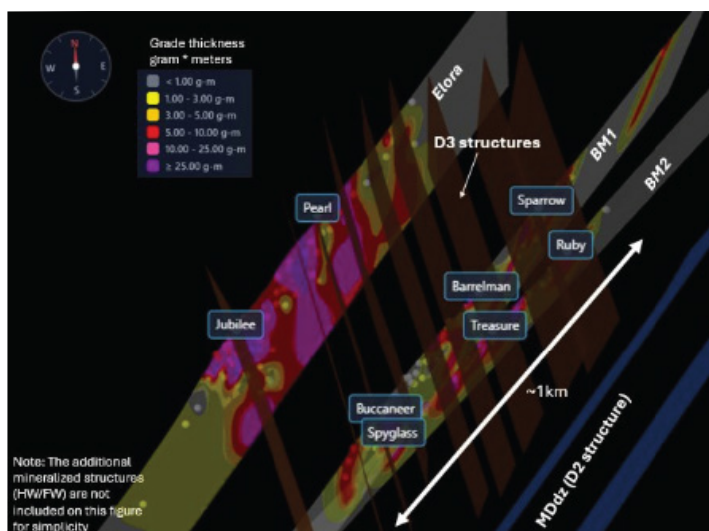 N
W
E
S
Grade thickness
gram * meters
< 1.00 g-m
1.00 - 3.00 g-m
3.00 - 5.00 g-m
5.00 - 10.00 g-m
10.00 - 25.00 g-m
≥ 25.00 g-m
Elora
D3 structures
BM1
BM2
Pearl
Sparrow
Ruby
Barrelman
Jubilee
Treasure
~1km
Buccaneer
Spyglass
MDdz (D2 structure)
Note: The additional
mineralized structures
(HW/FW) are not
included on this figure
for simplicity